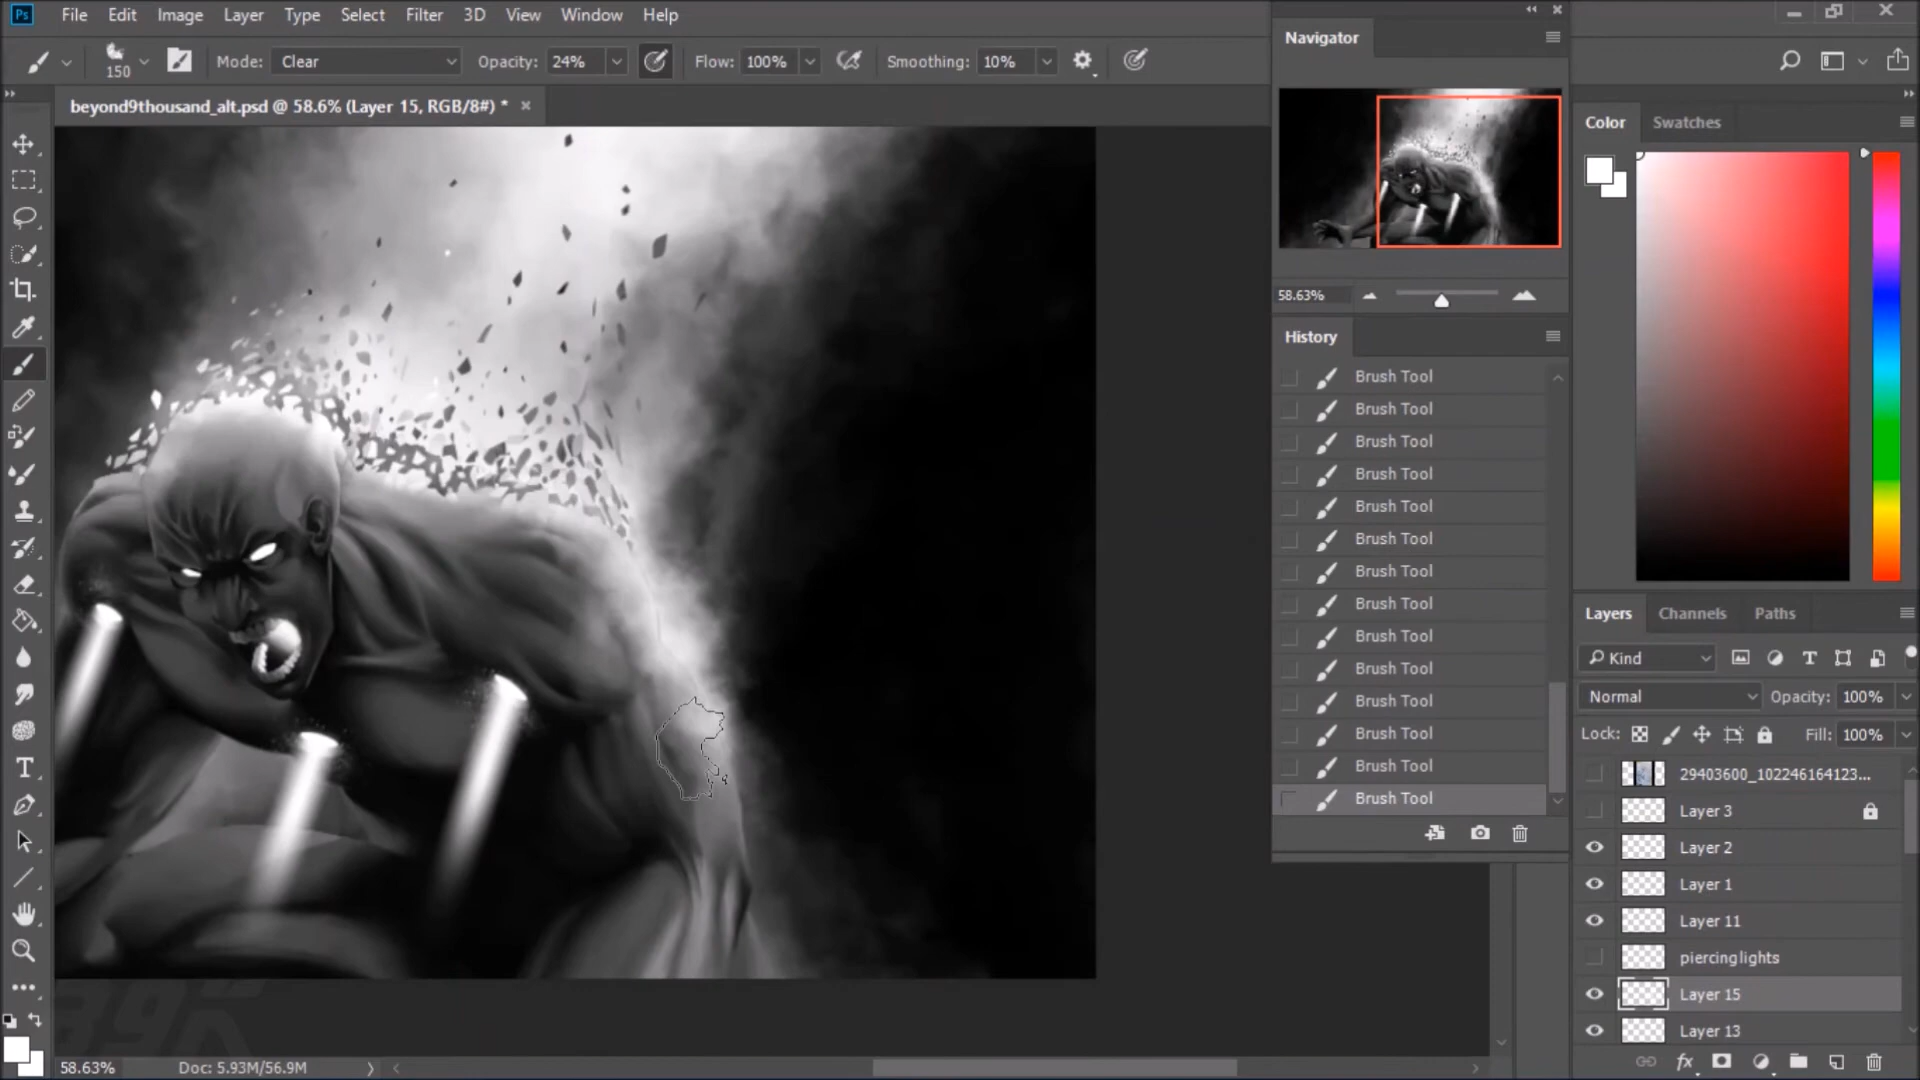 Ps File Edit Image Layer Type Select Filter 3D View Window Help
150 Mode: Clear Opacity: 24% Flow: 100% Smoothing: 10%
beyond9thousand_alt.psd @ 58.6% (Layer 15, RGB/8#) *
Navigator
58.63%
History
Brush Tool
Brush Tool
Brush Tool
Brush Tool
Brush Tool
Brush Tool
Brush Tool
Brush Tool
Brush Tool
Brush Tool
Brush Tool
Brush Tool
Brush Tool
Brush Tool
Color Swatches
Layers Channels Paths
Kind
Normal Opacity: 100%
Lock: Fill: 100%
29403600_102246164123...
Layer 3
Layer 2
Layer 1
Layer 11
piercinglights
Layer 15
Layer 13
fx
58.63% Doc: 5.93M/56.9M